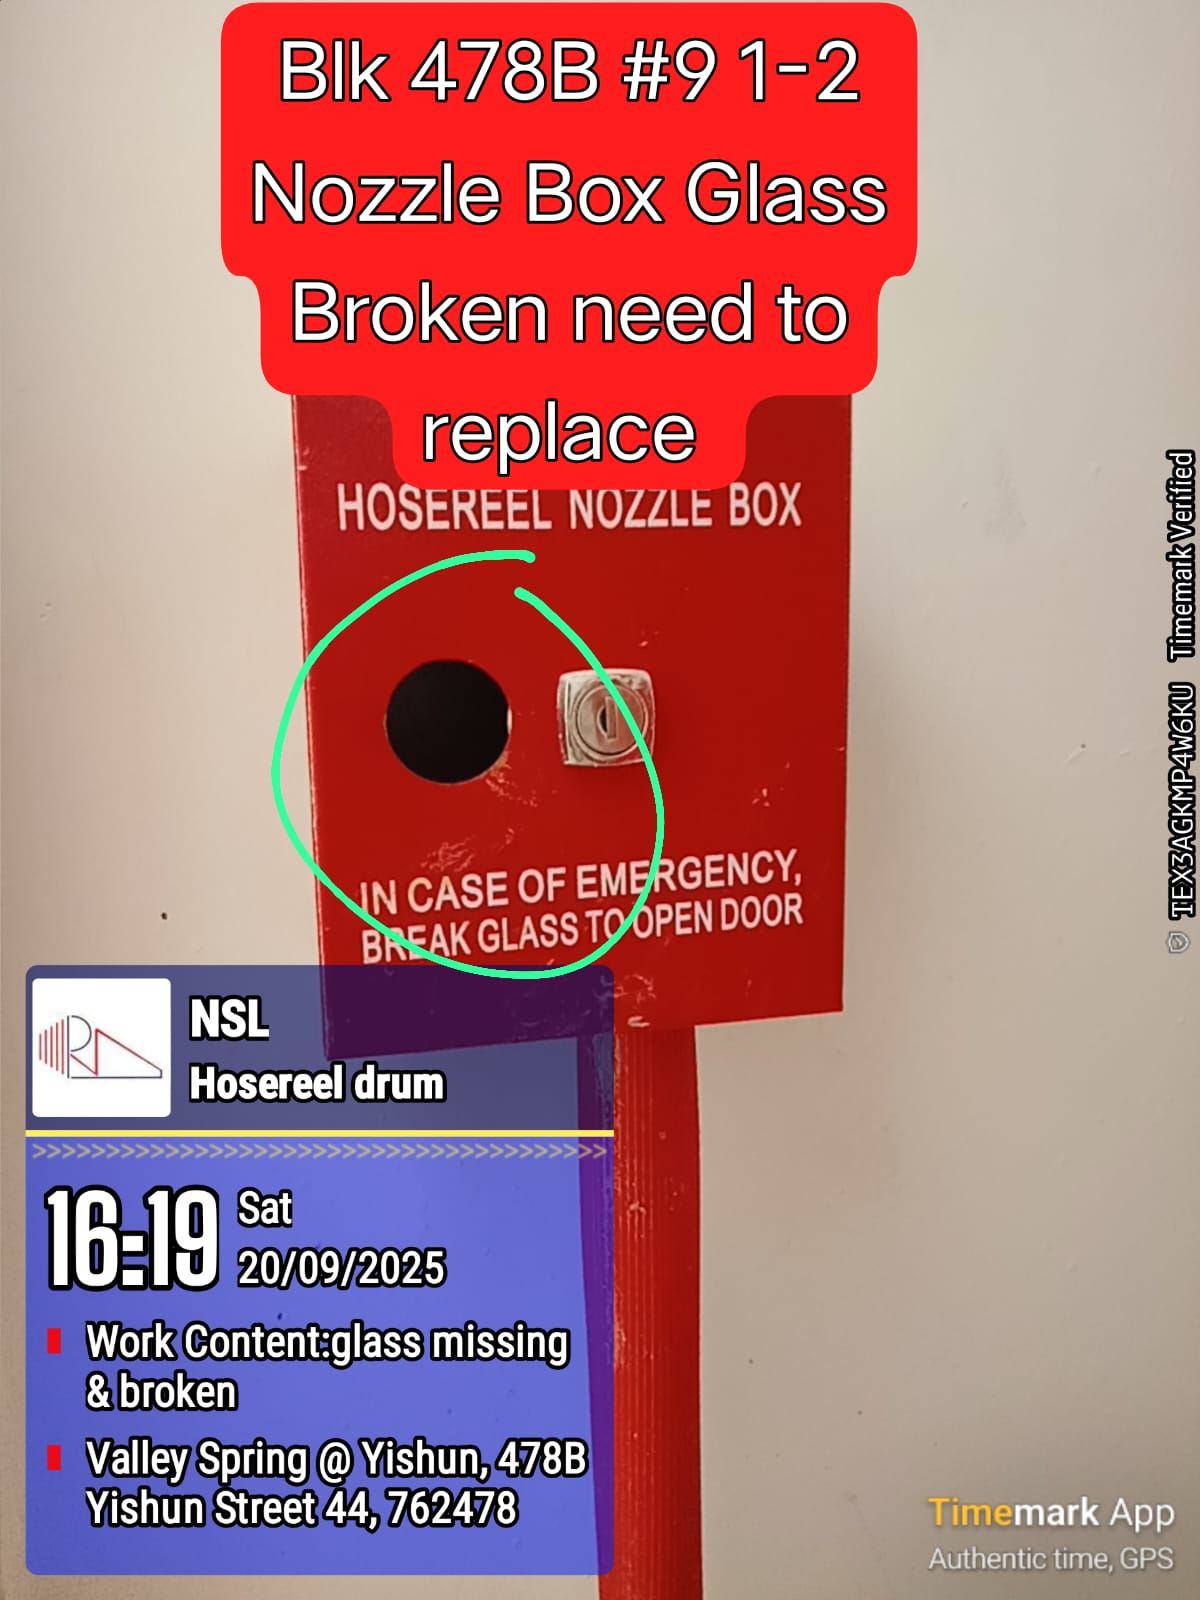 Blk 478B #9 1-2
Nozzle Box Glass
Broken need to
replace
HOSEREEL NOZZLE BOX
IN CASE OF EMERGENCY,
BREAK GLASS TO OPEN DOOR
NSL
Hosereel drum
>>>>>>>>>>>>>>>>>>>>>>>>>>>>>>>>>>>>>>>
16:19
Sat
20/09/2025
Work Content:glass missing
& broken
Valley Spring @ Yishun, 478B
Yishun Street 44, 762478
Timemark App
Authentic time, GPS
TEX3AGKMP4W6KU Timemark Verified